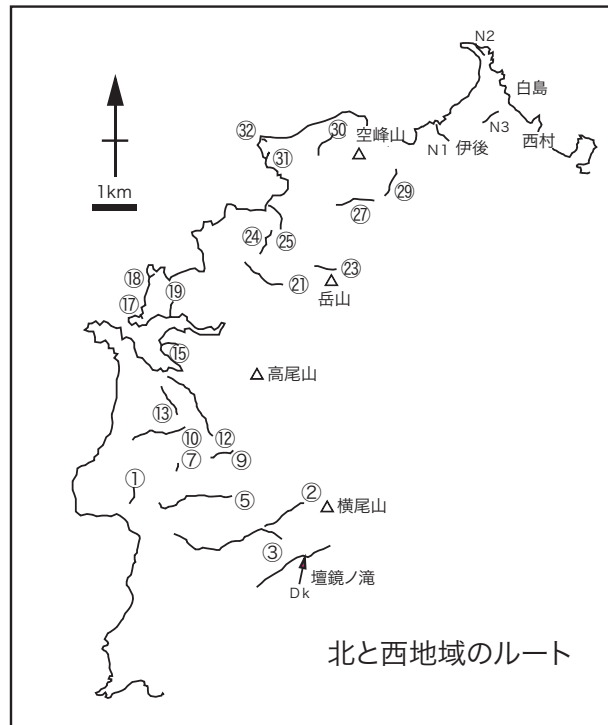 N2
白島
㉜
㉚
空峰山
N3
西村
N1
伊後
㉛
1km
㉙
㉗
㉔
㉕
⑱
⑲
㉑
㉓
岳山
⑰
⑮
高尾山
⑬
⑩
⑫
⑦
⑨
①
⑤
②
横尾山
③
壇鏡ノ滝
Dk
北と西地域のルート